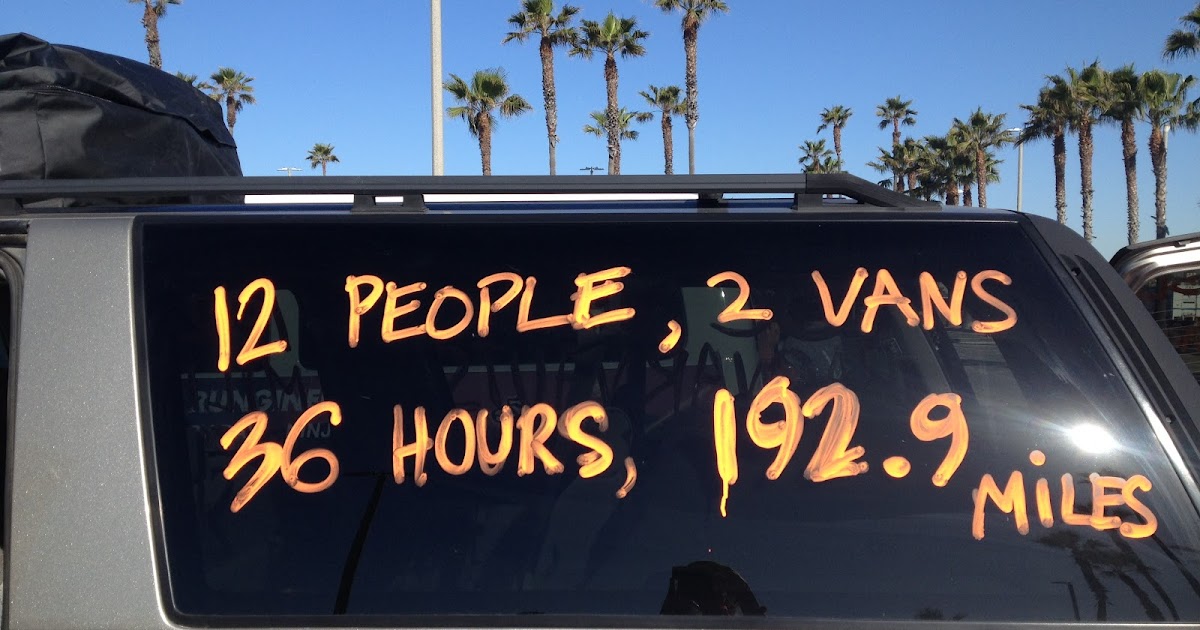 12 PEOPLE, 2 VANS
36 HOURS, 192.9
MILES